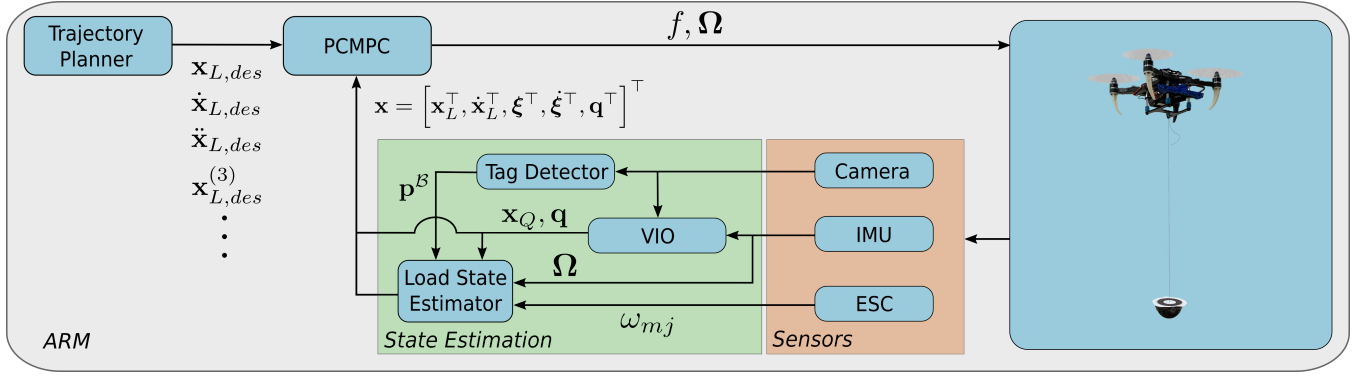 Trajectory
Planner
PCMPC
f, Ω
x_{L,des}
ẋ_{L,des}
ẍ_{L,des}
x^{(3)}_{L,des}
x = [x_L^⊤, ẋ_L^⊤, ξ^⊤, ξ̇^⊤, q^⊤]^⊤
Tag Detector
Camera
p^ℬ
x_Q, q
VIO
IMU
Ω
Load State
Estimator
ESC
ω_{mj}
ARM
State Estimation
Sensors